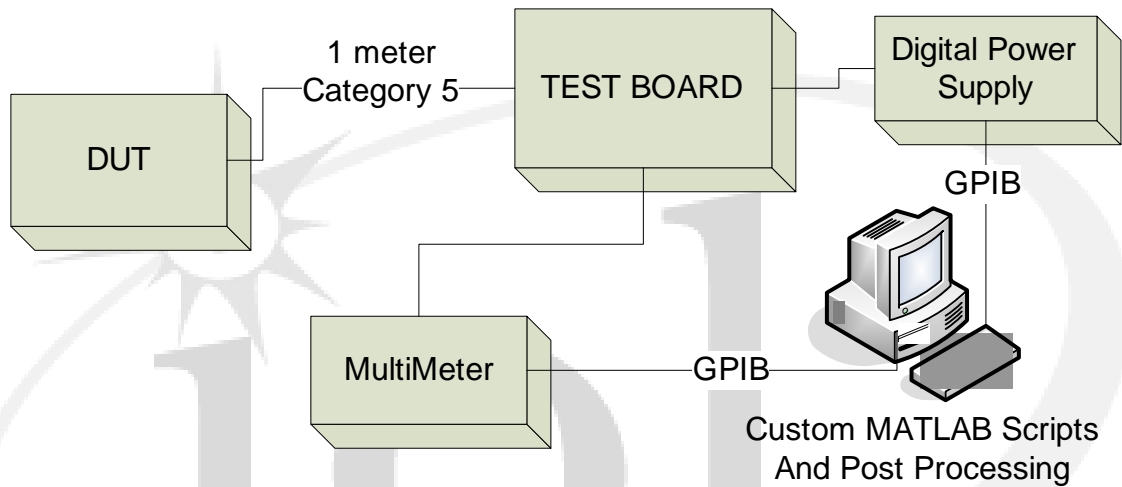 1 meter
Category 5
TEST BOARD
Digital Power
Supply
DUT
GPIB
MultiMeter
GPIB
Custom MATLAB Scripts
And Post Processing